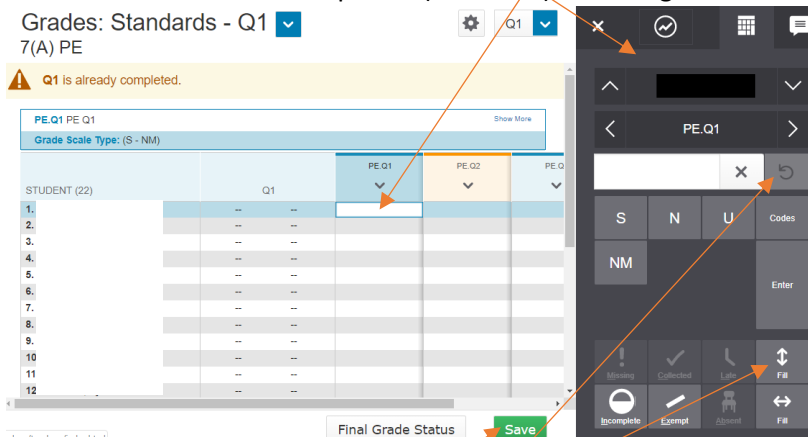 Grades: Standards - Q1
Q1
7(A) PE
Q1 is already completed.
PE.Q1 PE Q1 Show More
Grade Scale Type: (S - NM)
STUDENT (22) Q1 PE.Q1 PE.Q2 PE.Q
1. -- --
2. -- --
3. -- --
4. -- --
5. -- --
6. -- --
7. -- --
8. -- --
9. -- --
10 -- --
11 -- --
12 -- --
Final Grade Status Save
PE.Q1
S N U Codes
NM
Enter
Missing Collected Late Fill
Incomplete Exempt Absent Fill